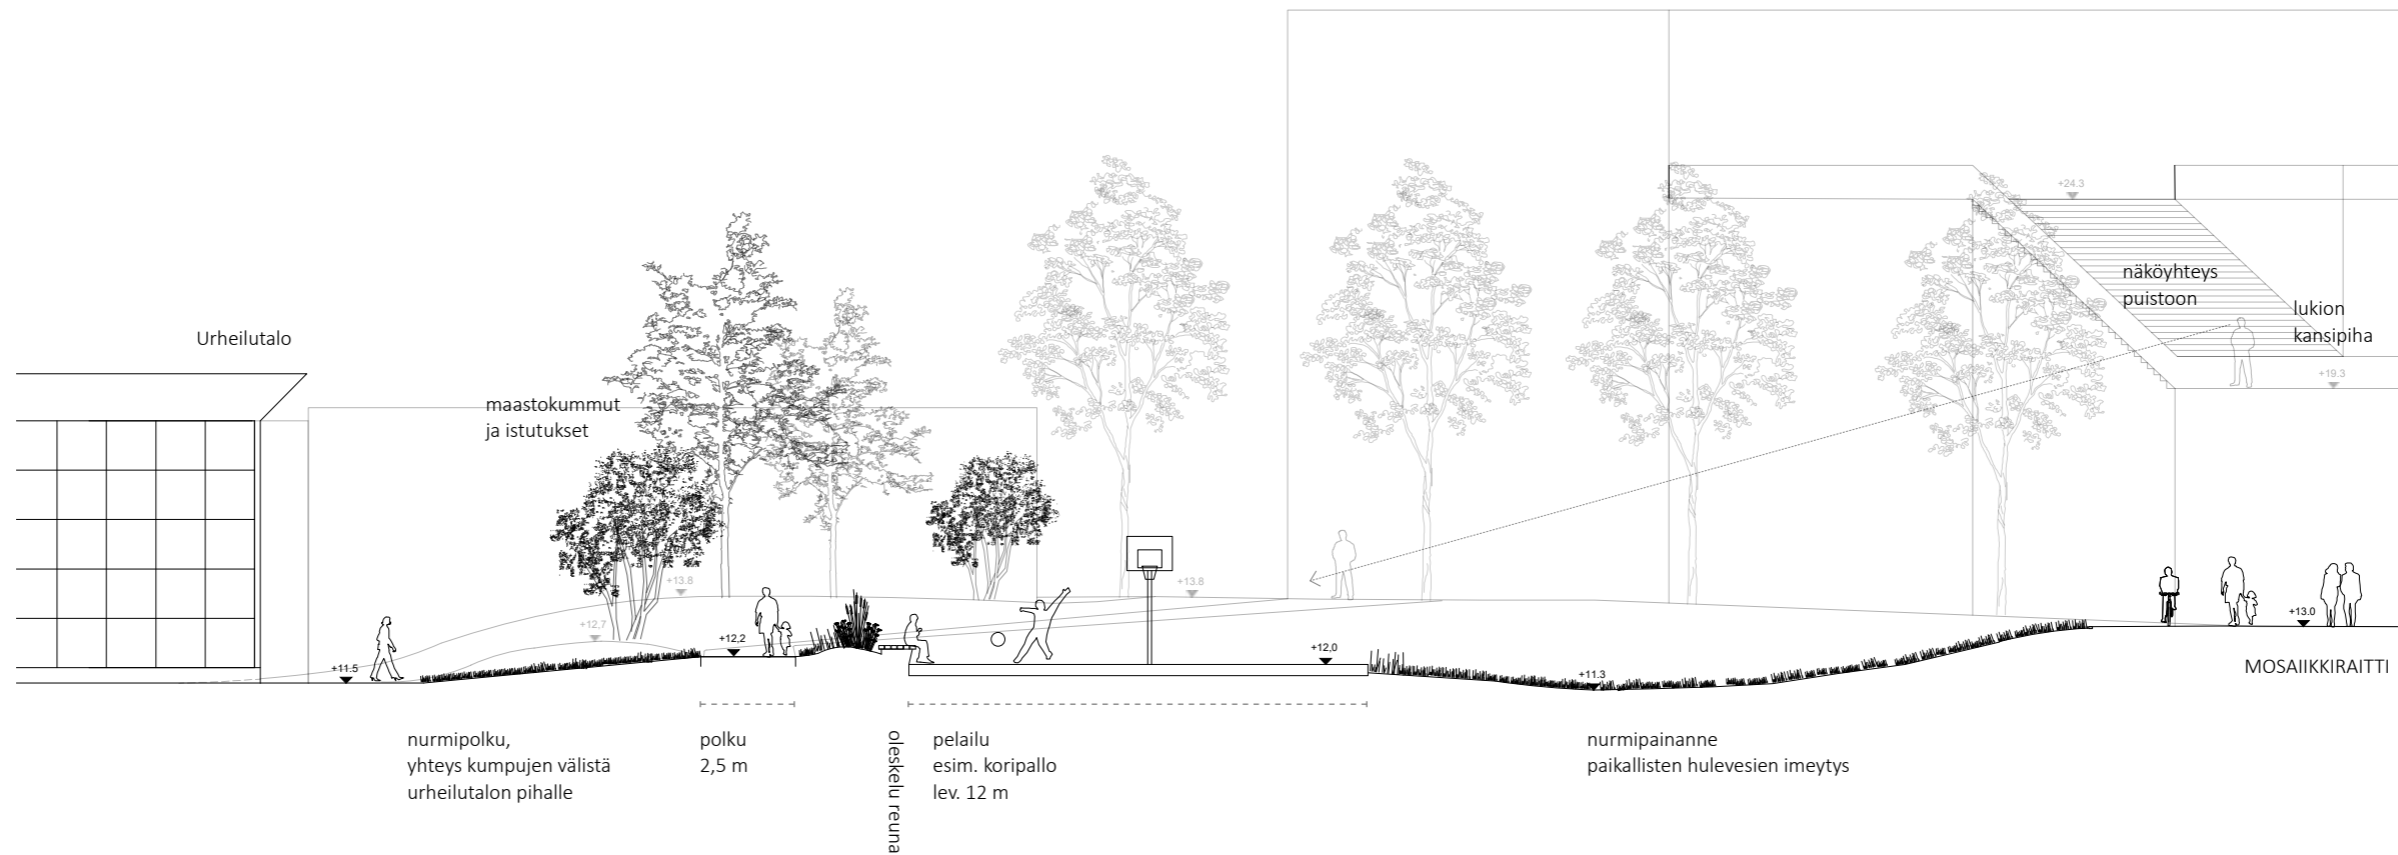 +24.3
näköyhteys
puistoon
lukion
kansipiha
+19.3
Urheilutalo
maastokummut
ja istutukset
+13.8
+13.8
+12,7
+12,2
+12,0
+11.5
+11.3
+13.0
MOSAIIKKIRAITTI
nurmipolku,
yhteys kumpujen välistä
urheilutalon pihalle
polku
2,5 m
oleskelu reuna
pelailu
esim. koripallo
lev. 12 m
nurmipainanne
paikallisten hulevesien imeytys